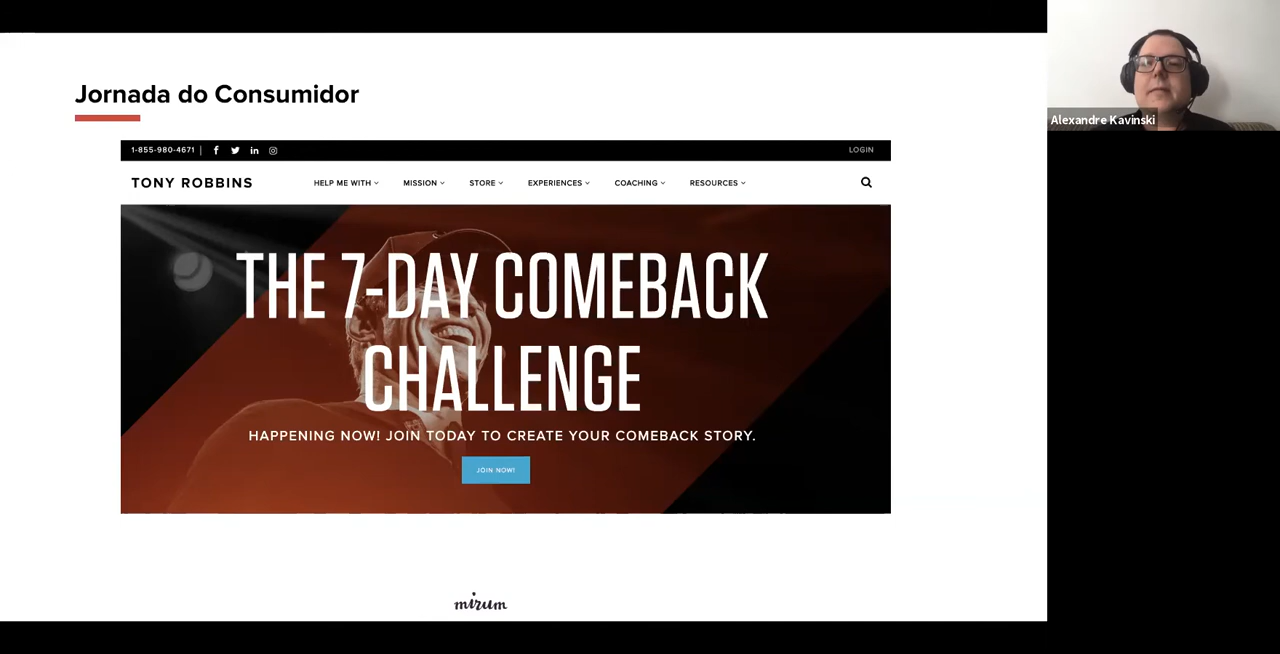 Jornada do Consumidor
1-855-980-4671 |
LOGIN
TONY ROBBINS
HELP ME WITH
MISSION
STORE
EXPERIENCES
COACHING
RESOURCES
THE 7-DAY COMEBACK
CHALLENGE
HAPPENING NOW! JOIN TODAY TO CREATE YOUR COMEBACK STORY.
JOIN NOW!
mirum
Alexandre Kavinski